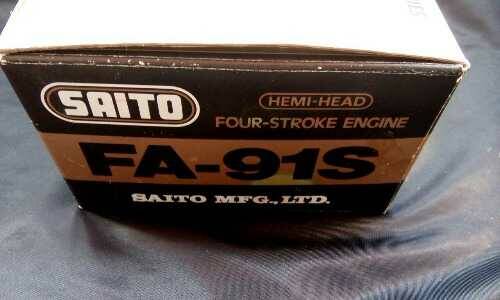 SAITO
HEMI-HEAD
FOUR-STROKE ENGINE
FA-91S
SAITO MFG., LTD.